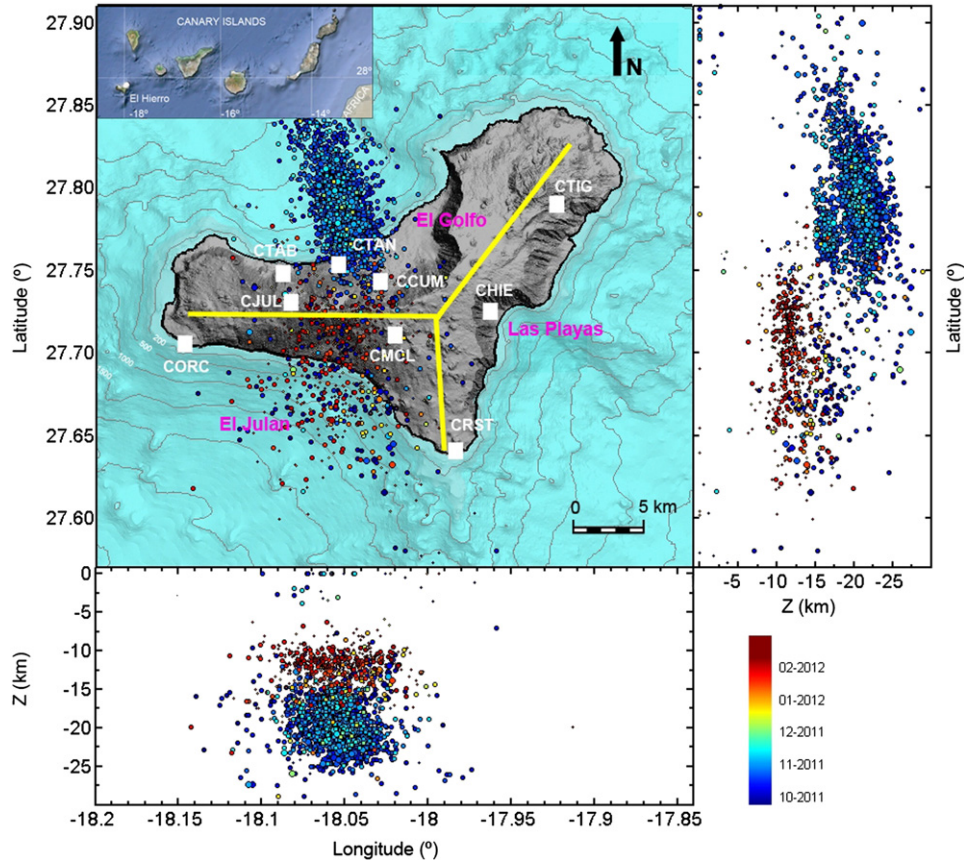 27.90
27.85
27.80
27.75
27.70
27.65
27.60
Latitude (º)
CANARY ISLANDS
28°
El Hierro
-18°
-16°
-14°
AFRICA
N
CTIG
El Golfo
CTAB
CTAN
CCUM
CJUL
CHIE
Las Playas
CORC
CMCL
El Julan
CRST
200
500
1000
1500
0
5 km
Latitude (º)
-5
-10
-15
-20
-25
Z (km)
0
-5
-10
-15
-20
-25
Z (km)
-18.2
-18.15
-18.1
-18.05
-18
-17.95
-17.9
-17.85
Longitude (º)
02-2012
01-2012
12-2011
11-2011
10-2011